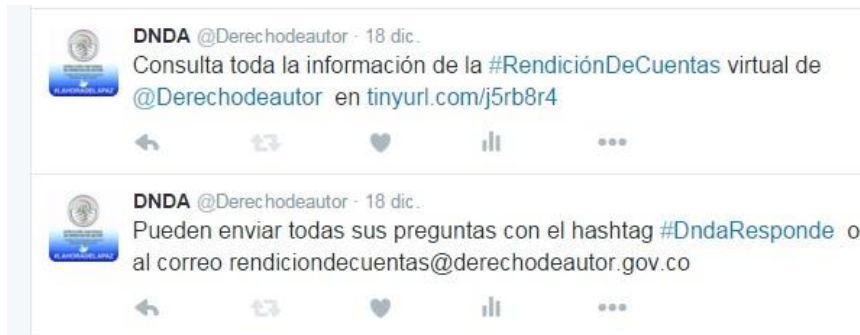 DNDA @Derechodeautor · 18 dic.
Consulta toda la información de la #RendiciónDeCuentas virtual de
@Derechodeautor en tinyurl.com/j5rb8r4
DNDA @Derechodeautor · 18 dic.
Pueden enviar todas sus preguntas con el hashtag #DndaResponde o
al correo rendiciondecuentas@derechodeautor.gov.co